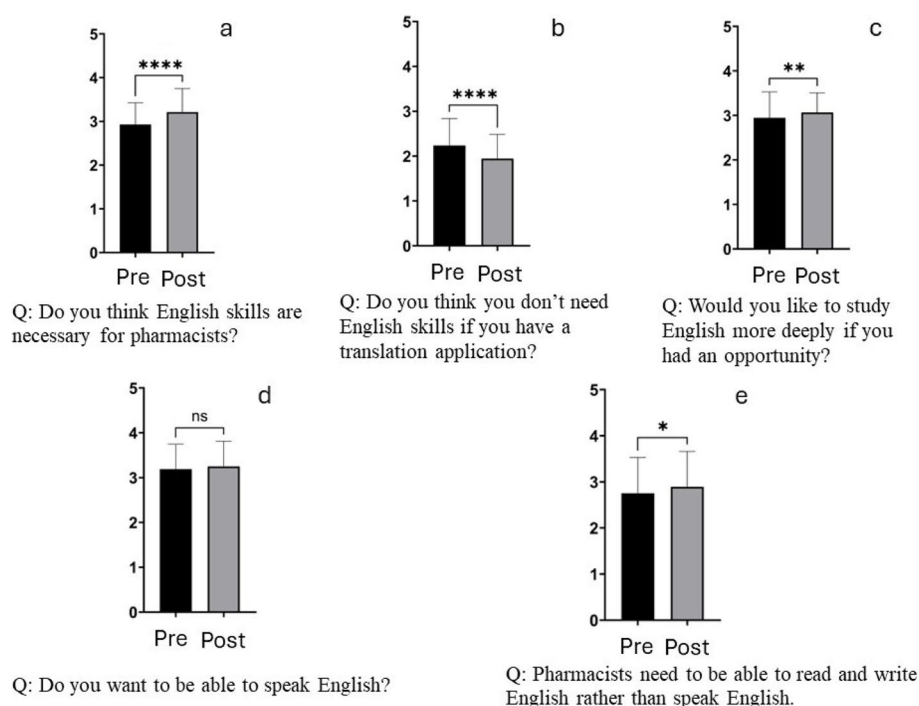 a
5
4
3
2
1
0
****
Pre Post
Q: Do you think English skills are
necessary for pharmacists?
b
5
4
3
2
1
0
****
Pre Post
Q: Do you think you don’t need
English skills if you have a
translation application?
c
5
4
3
2
1
0
**
Pre Post
Q: Would you like to study
English more deeply if you
had an opportunity?
d
5
4
3
2
1
0
ns
Pre Post
Q: Do you want to be able to speak English?
e
5
4
3
2
1
0
*
Pre Post
Q: Pharmacists need to be able to read and write
English rather than speak English.